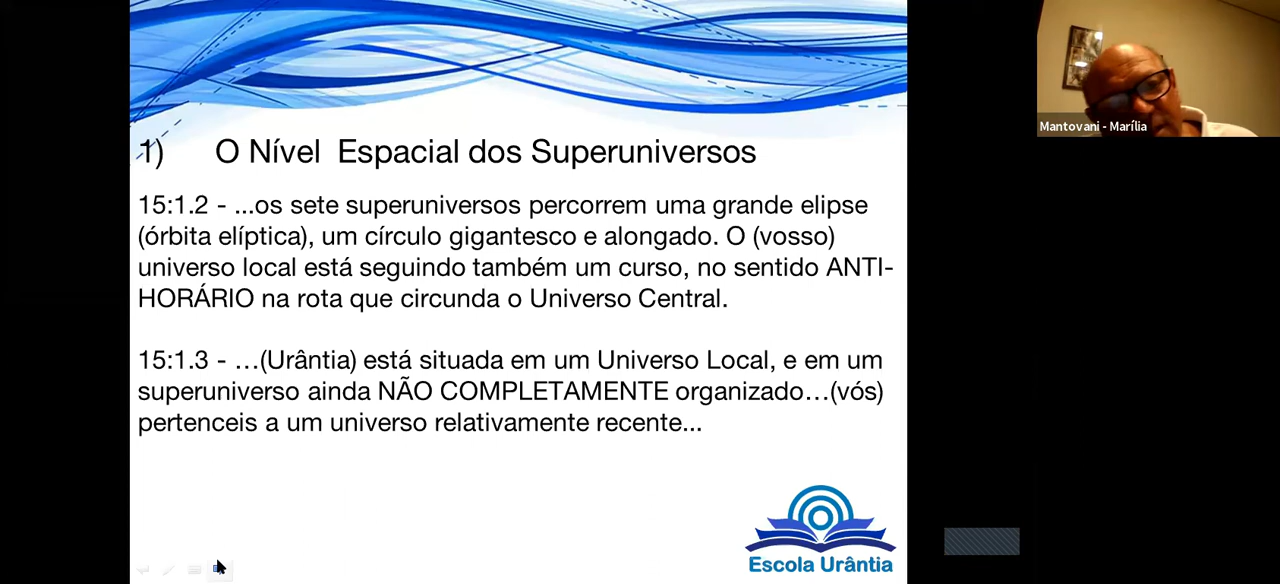 1) O Nível Espacial dos Superuniversos
15:1.2 - ...os sete superuniversos percorrem uma grande elipse
(órbita elíptica), um círculo gigantesco e alongado. O (vosso)
universo local está seguindo também um curso, no sentido ANTI-
HORÁRIO na rota que circunda o Universo Central.
15:1.3 - …(Urântia) está situada em um Universo Local, e em um
superuniverso ainda NÃO COMPLETAMENTE organizado…(vós)
pertenceis a um universo relativamente recente...
Escola Urântia
Mantovani - Marília